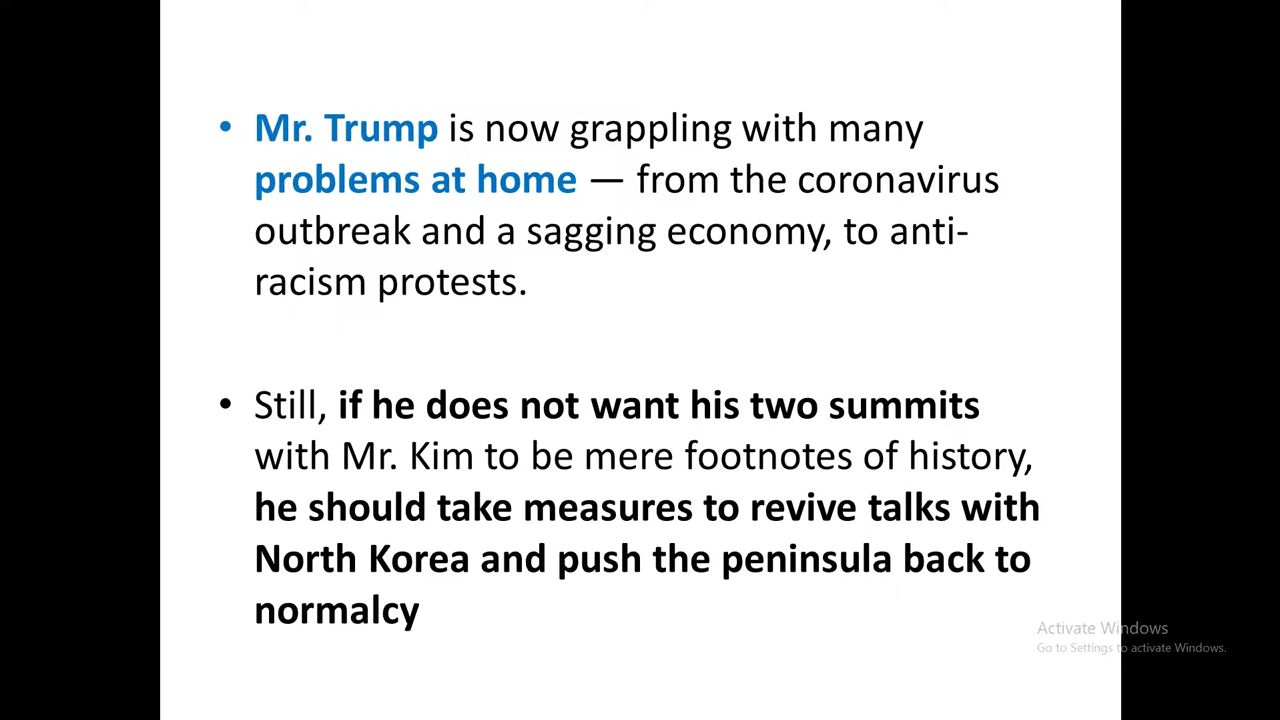 • Mr. Trump is now grappling with many
problems at home — from the coronavirus
outbreak and a sagging economy, to anti-
racism protests.
• Still, if he does not want his two summits
with Mr. Kim to be mere footnotes of history,
he should take measures to revive talks with
North Korea and push the peninsula back to
normalcy
Activate Windows
Go to Settings to activate Windows.